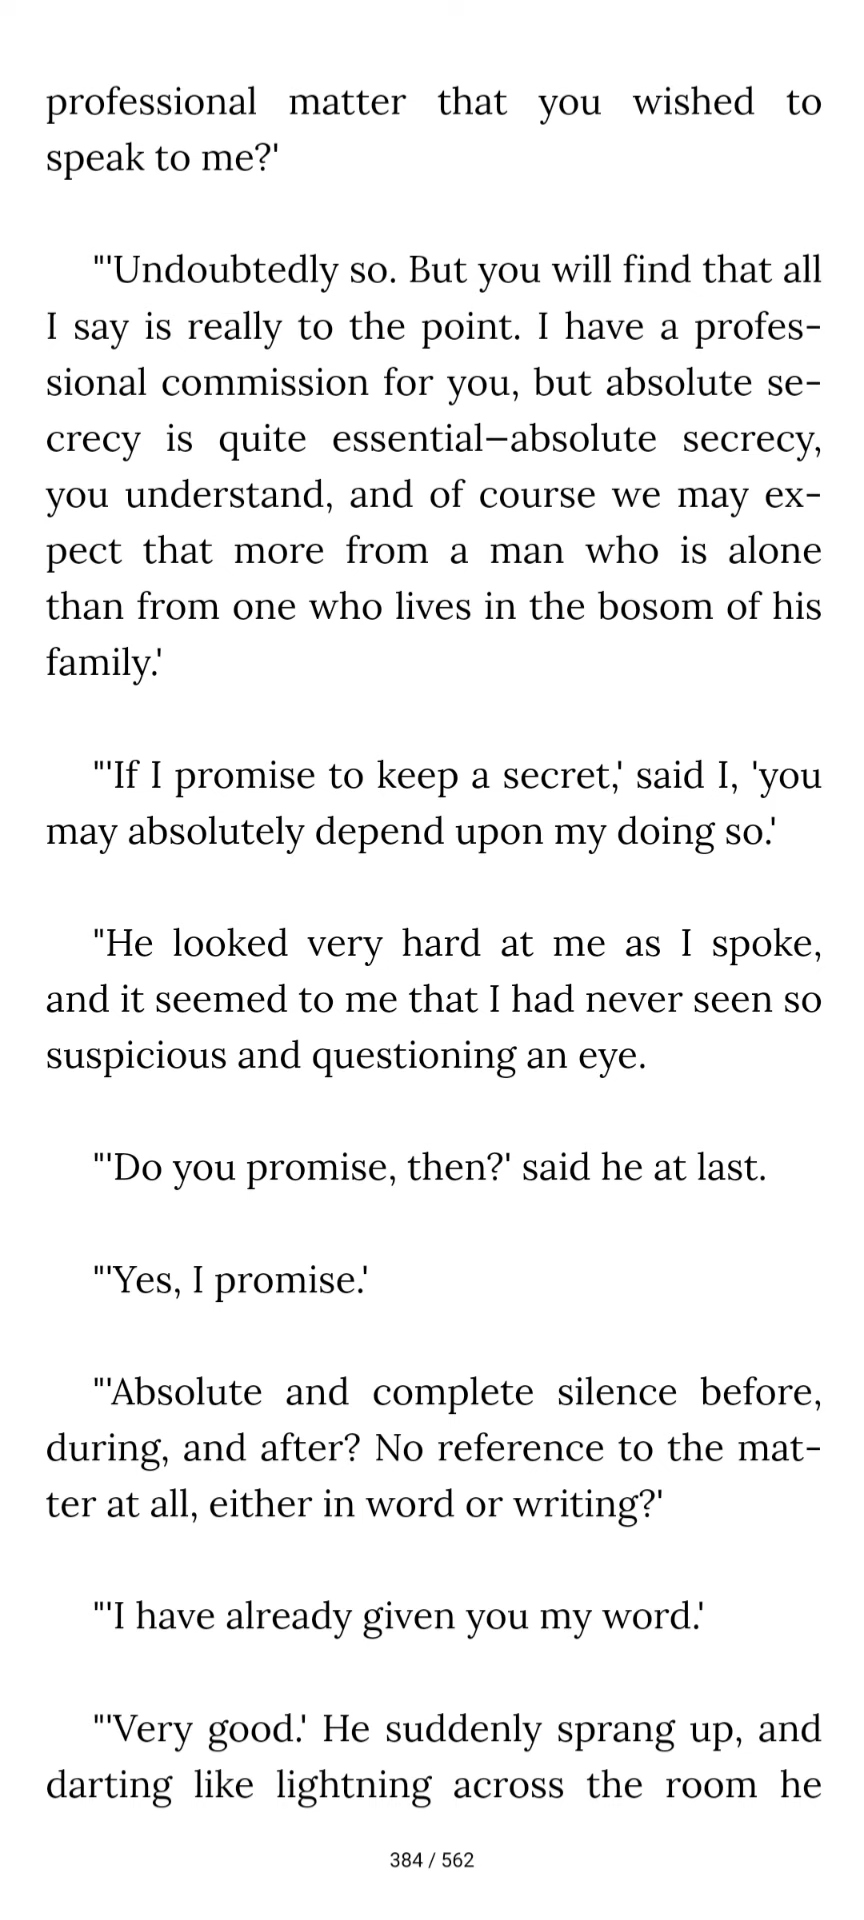 professional matter that you wished to
speak to me?'
"'Undoubtedly so. But you will find that all
I say is really to the point. I have a profes-
sional commission for you, but absolute se-
crecy is quite essential—absolute secrecy,
you understand, and of course we may ex-
pect that more from a man who is alone
than from one who lives in the bosom of his
family.'
"'If I promise to keep a secret,' said I, 'you
may absolutely depend upon my doing so.'
"He looked very hard at me as I spoke,
and it seemed to me that I had never seen so
suspicious and questioning an eye.
"'Do you promise, then?' said he at last.
"'Yes, I promise.'
"'Absolute and complete silence before,
during, and after? No reference to the mat-
ter at all, either in word or writing?'
"'I have already given you my word.'
"'Very good.' He suddenly sprang up, and
darting like lightning across the room he
384 / 562